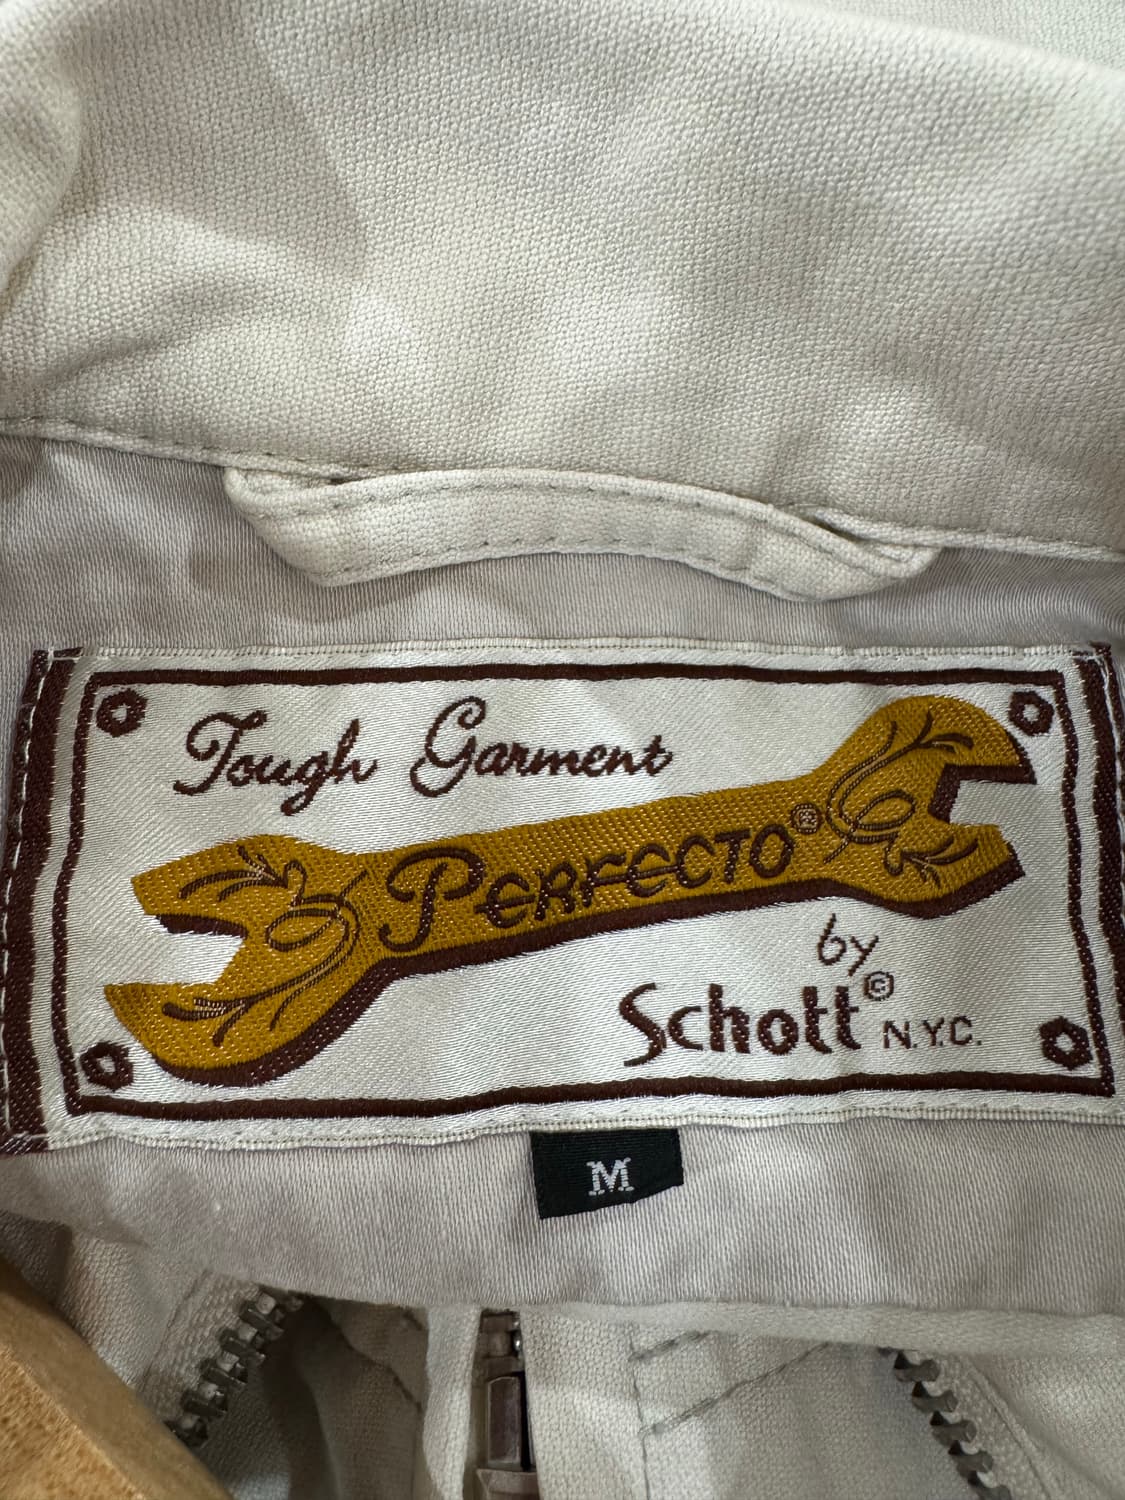 Tough Garment
PERFECTO®
by
Schott© N.Y.C.
M